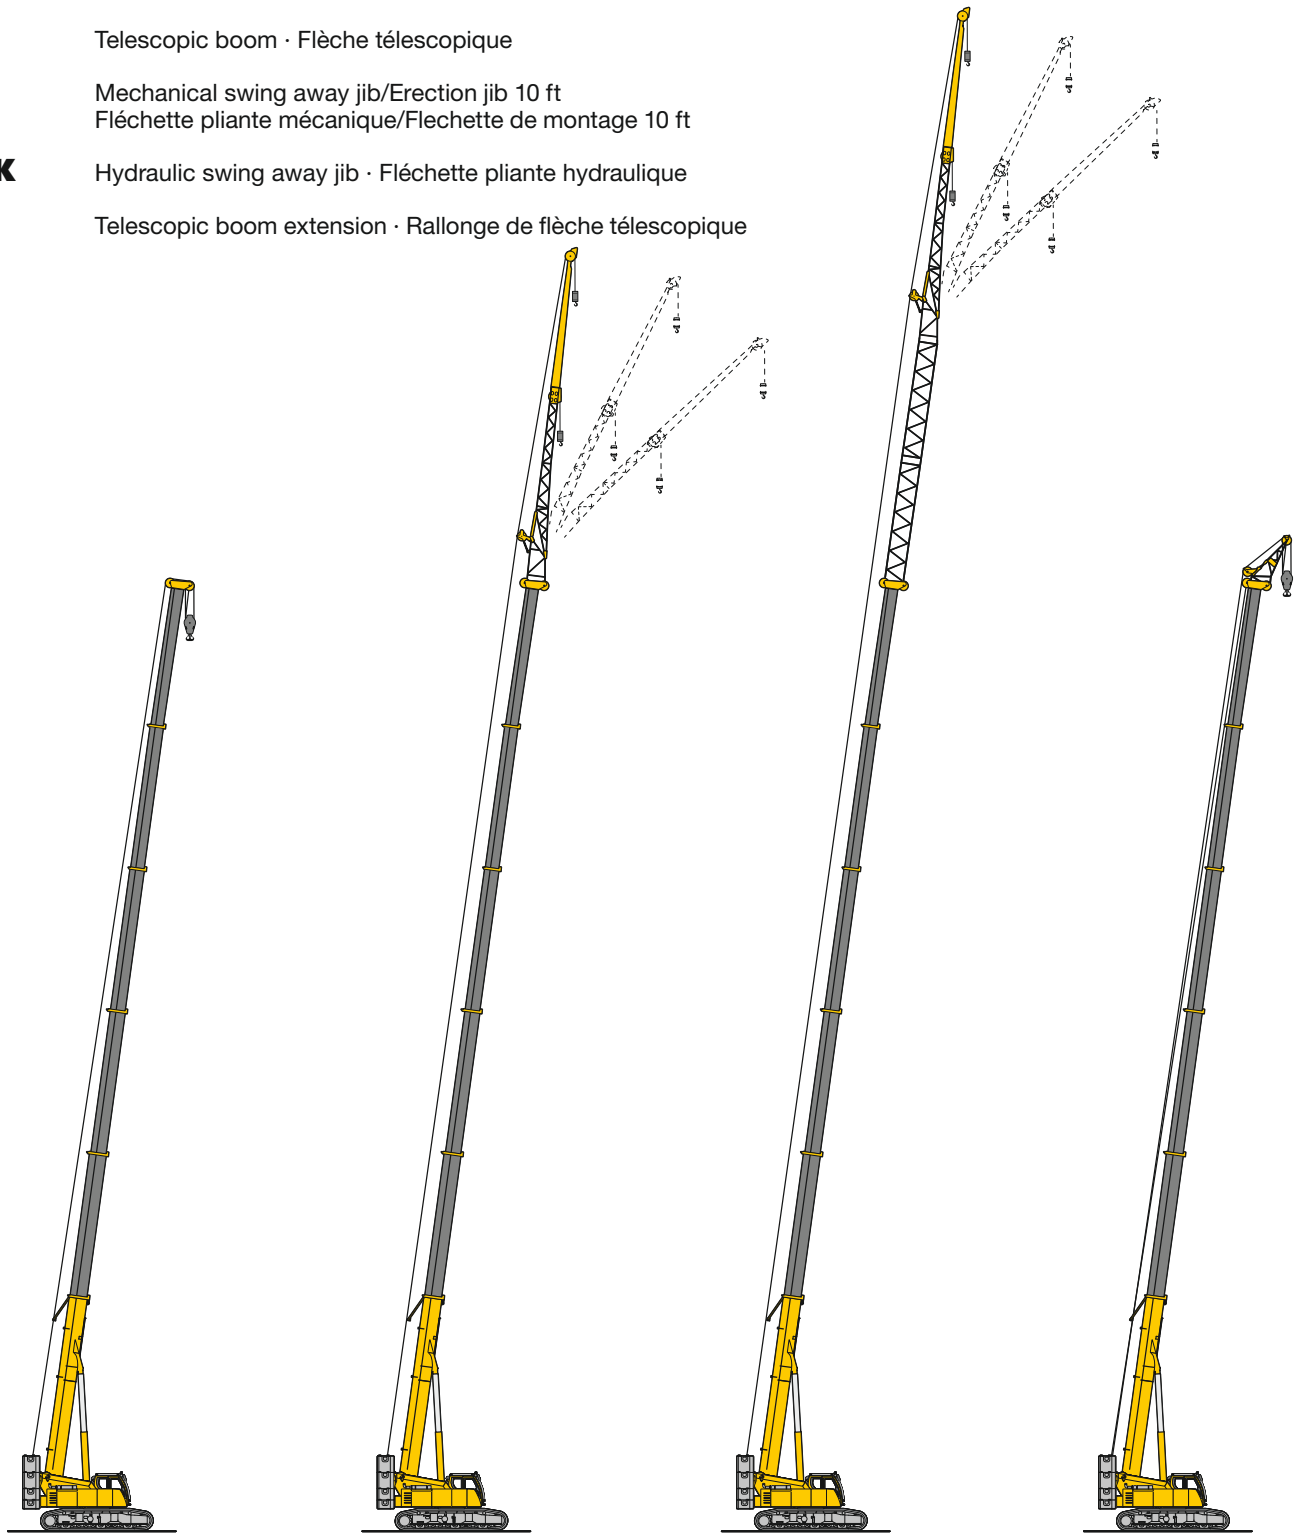 Telescopic boom · Flèche télescopique
Mechanical swing away jib/Erection jib 10 ft
Fléchette pliante mécanique/Flechette de montage 10 ft
K
Hydraulic swing away jib · Fléchette pliante hydraulique
Telescopic boom extension · Rallonge de flèche télescopique